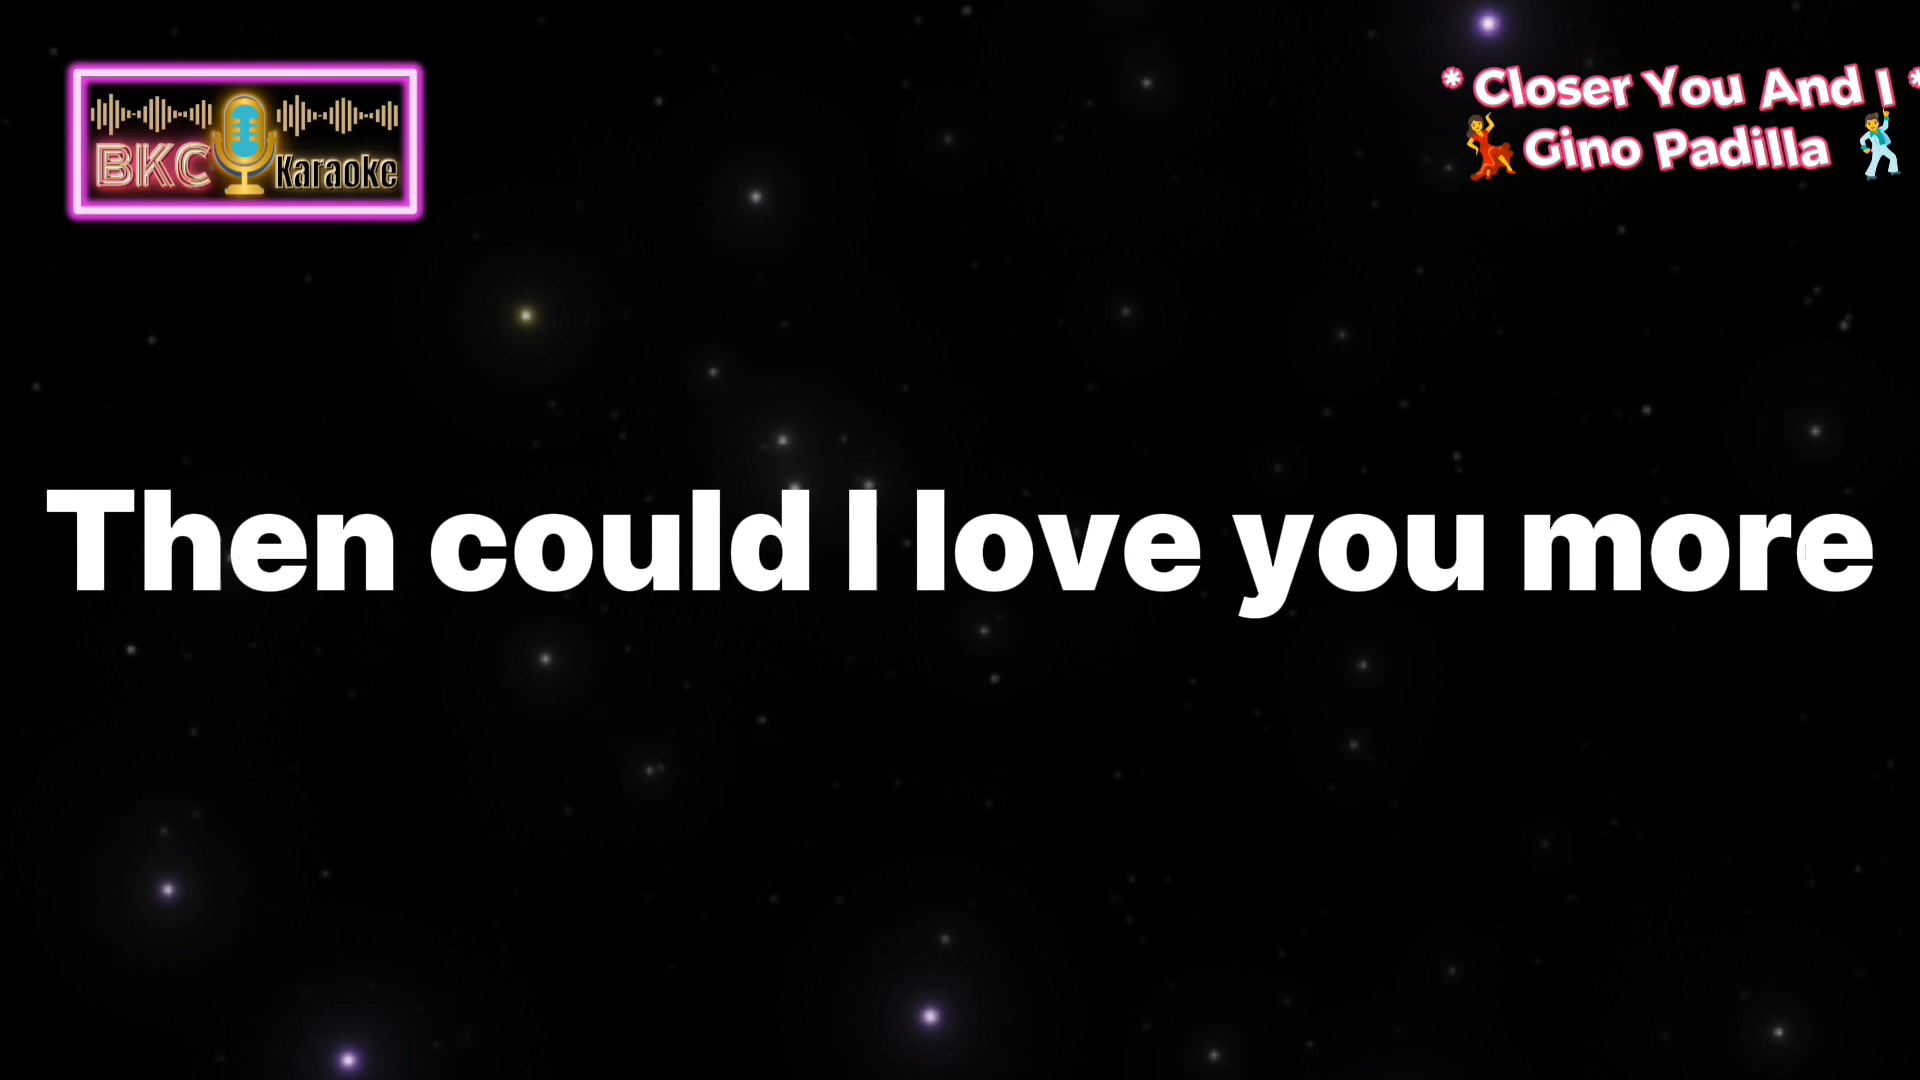 BKC Karaoke
* Closer You And I *
Gino Padilla
Then could I love you more